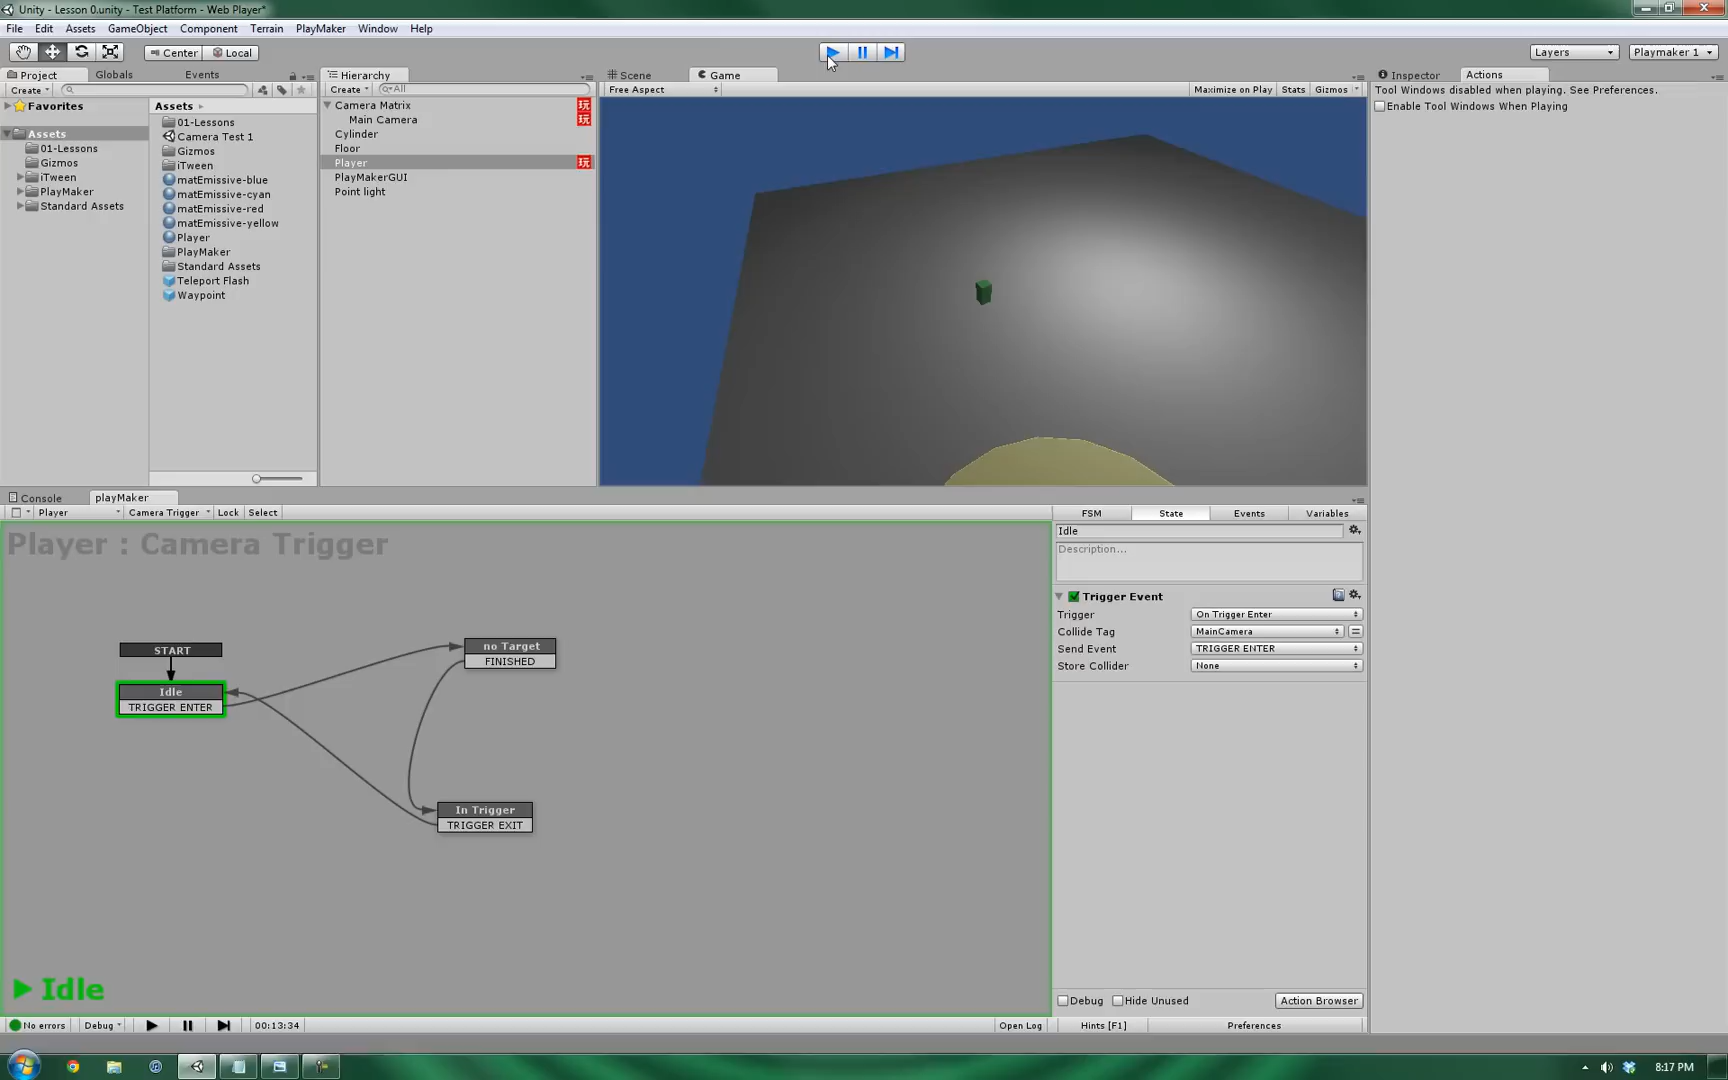 Unity - Lesson 0.unity - Test Platform - Web Player*
File Edit Assets GameObject Component Terrain PlayMaker Window Help
Center Local Layers Playmaker 1
Project Globals Events
Create
Favorites
Assets
01-Lessons
Gizmos
iTween
PlayMaker
Standard Assets
Assets
01-Lessons
Camera Test 1
Gizmos
iTween
matEmissive-blue
matEmissive-cyan
matEmissive-red
matEmissive-yellow
Player
PlayMaker
Standard Assets
Teleport Flash
Waypoint
Hierarchy
Create All
Camera Matrix 玩
Main Camera 玩
Cylinder
Floor
Player 玩
PlayMakerGUI
Point light
Scene Game
Free Aspect Maximize on Play Stats Gizmos
Inspector Actions
Tool Windows disabled when playing. See Preferences.
Enable Tool Windows When Playing
Console playMaker
Player Camera Trigger Lock Select
Player : Camera Trigger
START
Idle
TRIGGER ENTER
no Target
FINISHED
In Trigger
TRIGGER EXIT
Idle
FSM State Events Variables
Idle
Description...
Trigger Event
Trigger On Trigger Enter
Collide Tag MainCamera
Send Event TRIGGER ENTER
Store Collider None
Debug Hide Unused Action Browser
No errors Debug 00:13:34 Open Log Hints [F1] Preferences
8:17 PM